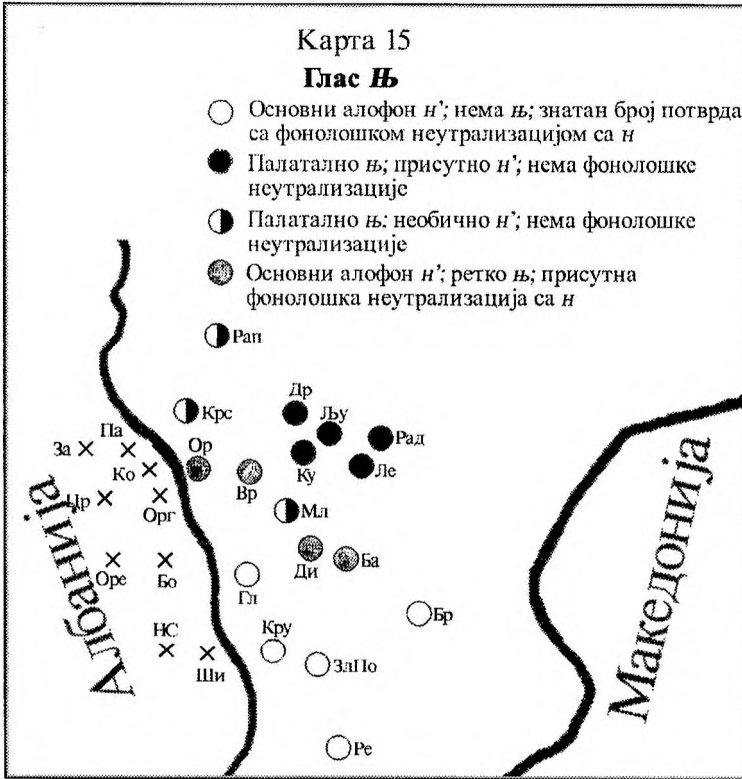 Карта 15
Глас Њ
Основни алофон н’; нема њ; знатан број потврда
са фонолошком неутрализацијом са н
Палатално њ; присутно н’; нема фонолошке
неутрализације
Палатално њ: необично н’; нема фонолошке
неутрализације
Основни алофон н’; ретко њ; присутна
фонолошка неутрализација са н
Рап
Крс
Др
Љу
Рад
Па
За
Ор
Ко
Ку
Ле
Вр
Цр
Орг
Мл
Оре
Бо
Ди
Ба
Гл
Бр
НС
Кру
Ши
ЗлПо
Ре
Албанија
Македонија